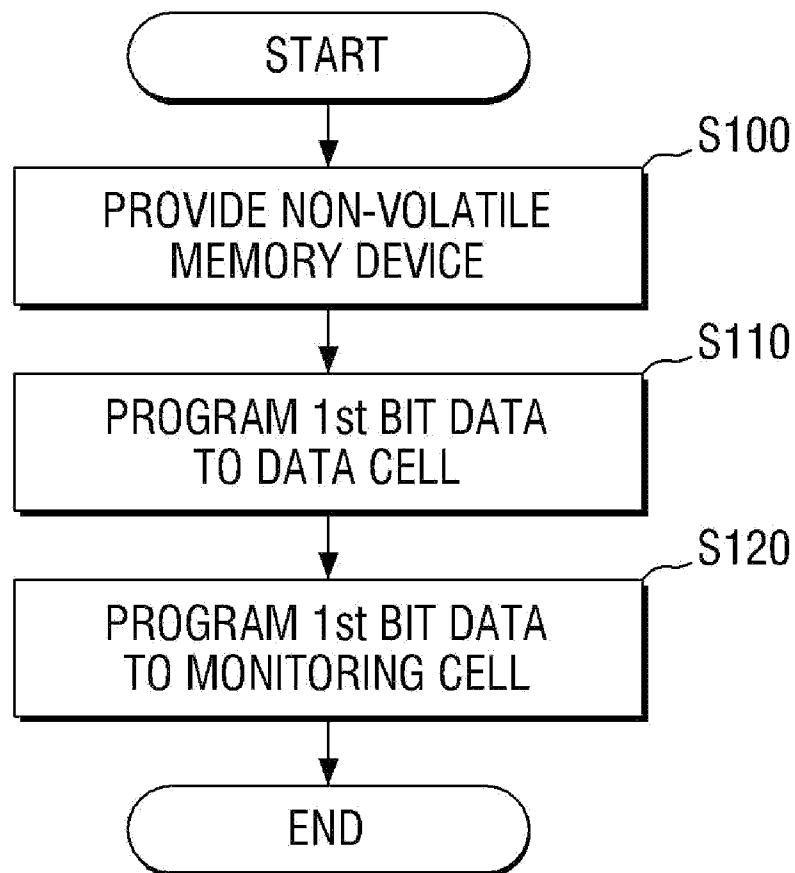 START
S100
PROVIDE NON-VOLATILE
MEMORY DEVICE
S110
PROGRAM 1st BIT DATA
TO DATA CELL
S120
PROGRAM 1st BIT DATA
TO MONITORING CELL
END